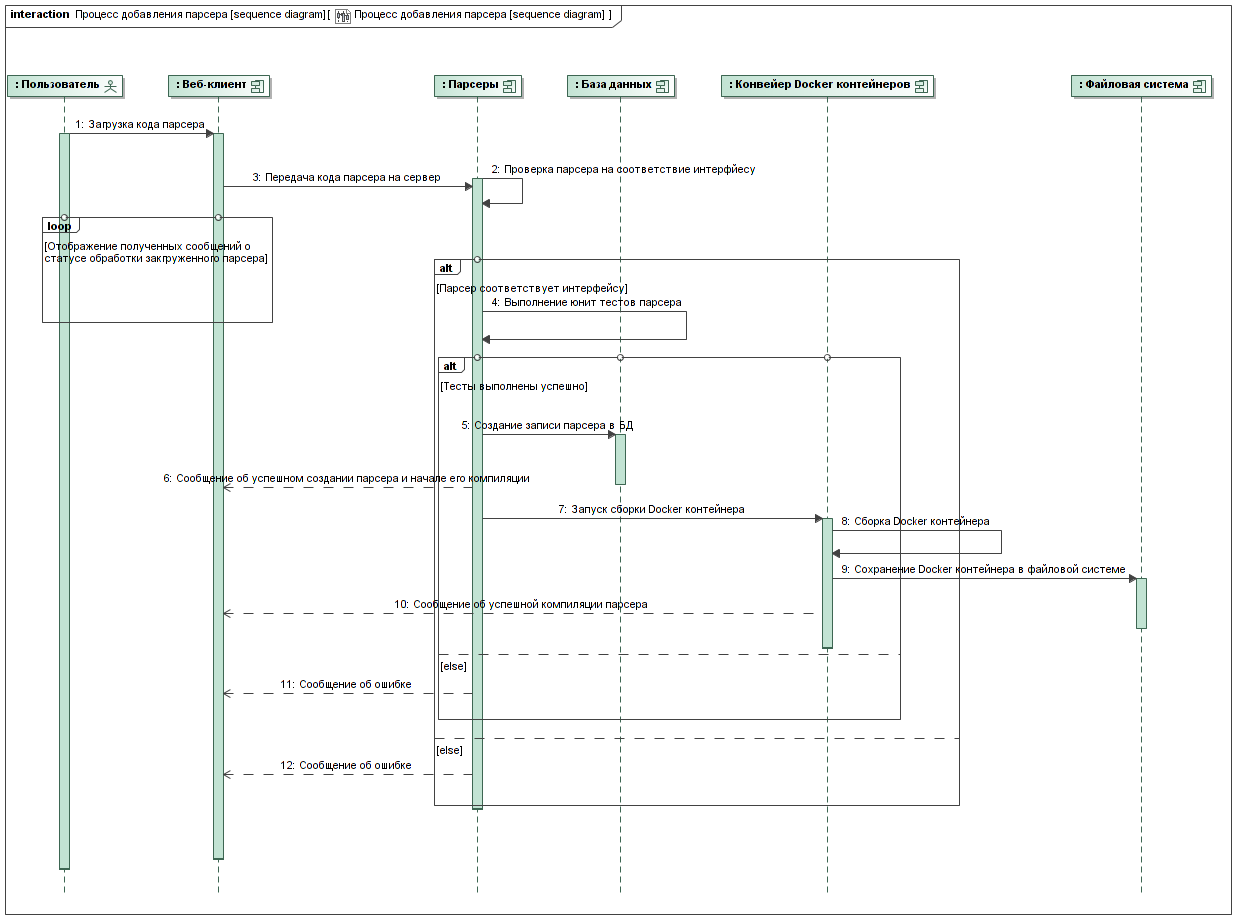 interaction Процесс добавления парсера [sequence diagram][ Процесс добавления парсера [sequence diagram] ]
: Пользователь
: Веб-клиент
: Парсеры
: База данных
: Конвейер Docker контейнеров
: Файловая система
1: Загрузка кода парсера
2: Проверка парсера на соответствие интерфйесу
3: Передача кода парсера на сервер
loop
[Отображение полученных сообщений о
статусе обработки закгруженного парсера]
alt
[Парсер соответствует интерфейсу]
4: Выполнение юнит тестов парсера
alt
[Тесты выполнены успешно]
5: Создание записи парсера в БД
6: Сообщение об успешном создании парсера и начале его компиляции
7: Запуск сборки Docker контейнера
8: Сборка Docker контейнера
9: Сохранение Docker контейнера в файловой системе
10: Сообщение об успешной компиляции парсера
[else]
11: Сообщение об ошибке
[else]
12: Сообщение об ошибке